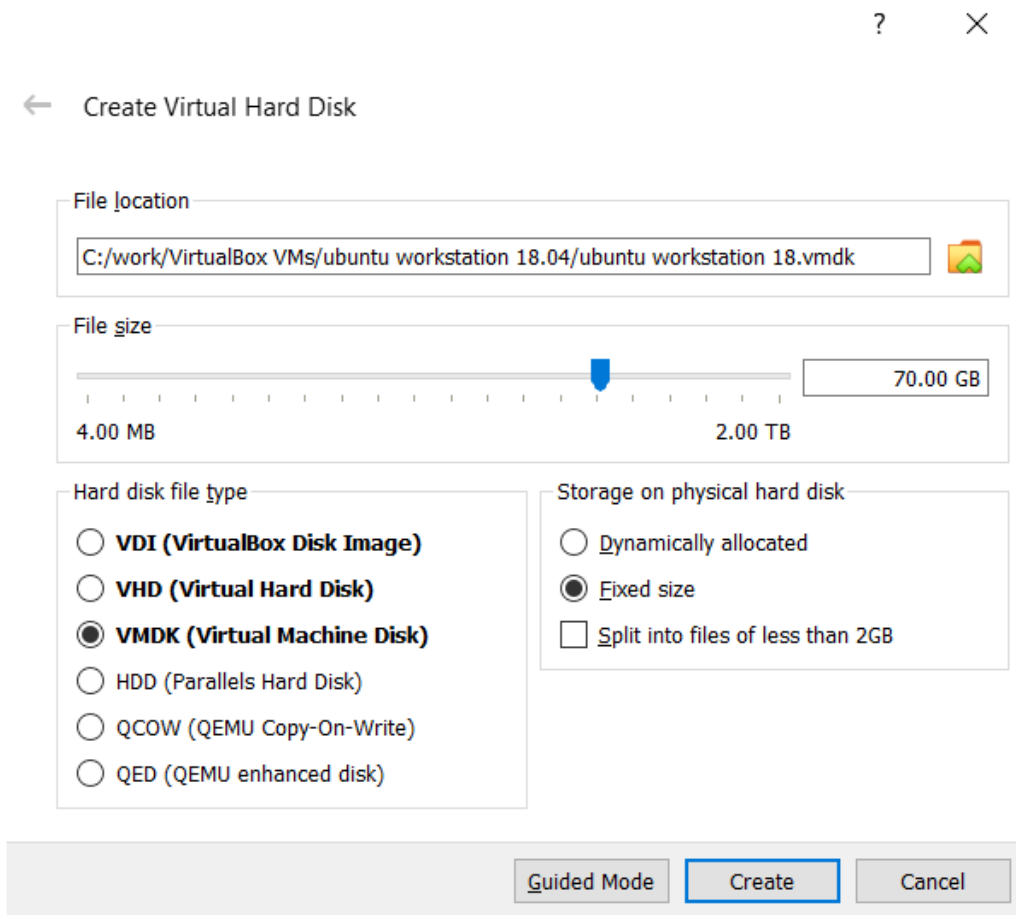 ?
Create Virtual Hard Disk
File location
C:/work/VirtualBox VMs/ubuntu workstation 18.04/ubuntu workstation 18.vmdk
File size
70.00 GB
4.00 MB
2.00 TB
Hard disk file type
VDI (VirtualBox Disk Image)
VHD (Virtual Hard Disk)
VMDK (Virtual Machine Disk)
HDD (Parallels Hard Disk)
QCOW (QEMU Copy-On-Write)
QED (QEMU enhanced disk)
Storage on physical hard disk
Dynamically allocated
Fixed size
Split into files of less than 2GB
Guided Mode
Create
Cancel